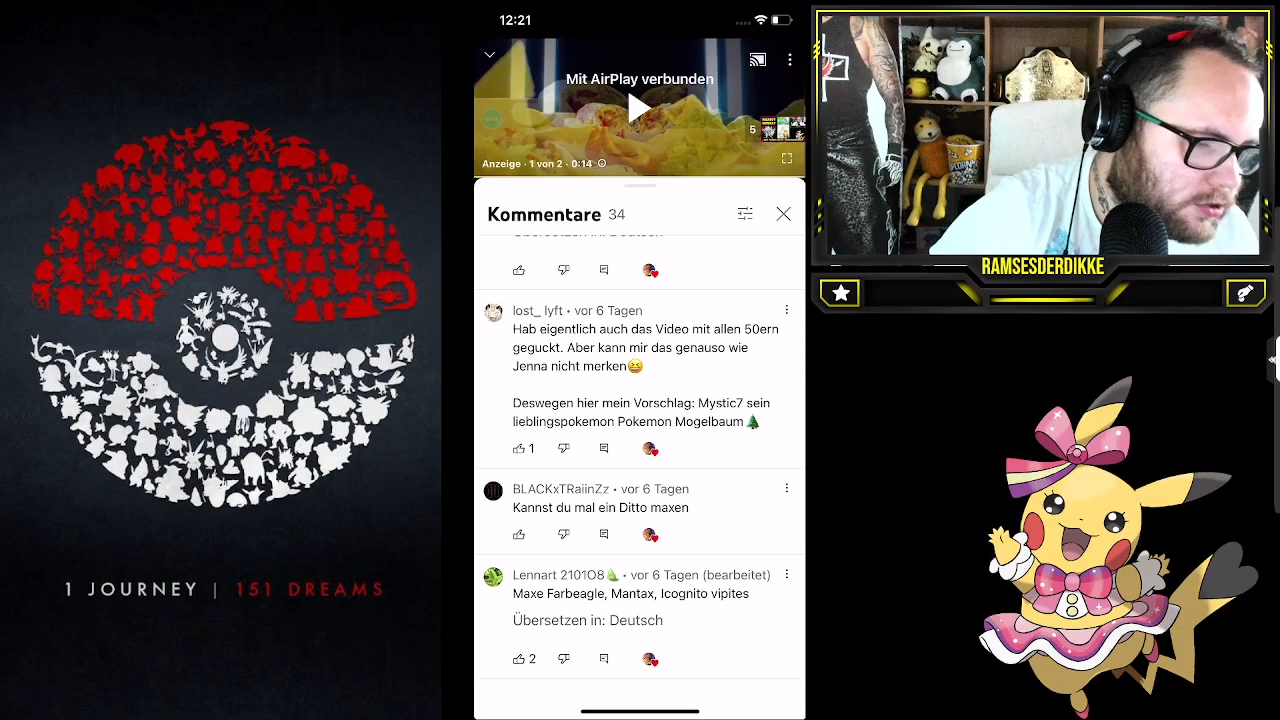 12:21
Mit AirPlay verbunden
5
Anzeige · 1 von 2 · 0:14
Kommentare 34
Übersetzen in: Deutsch
lost_ lyft · vor 6 Tagen
Hab eigentlich auch das Video mit allen 50ern
geguckt. Aber kann mir das genauso wie
Jenna nicht merken😆
Deswegen hier mein Vorschlag: Mystic7 sein
lieblingspokemon Pokemon Mogelbaum🌲
1
BLACKxTRaiinZz · vor 6 Tagen
Kannst du mal ein Ditto maxen
Lennart 2101O8🍃 · vor 6 Tagen (bearbeitet)
Maxe Farbeagle, Mantax, Icognito vipites
Übersetzen in: Deutsch
2
1 JOURNEY | 151 DREAMS
RAMSESDERDIKKE